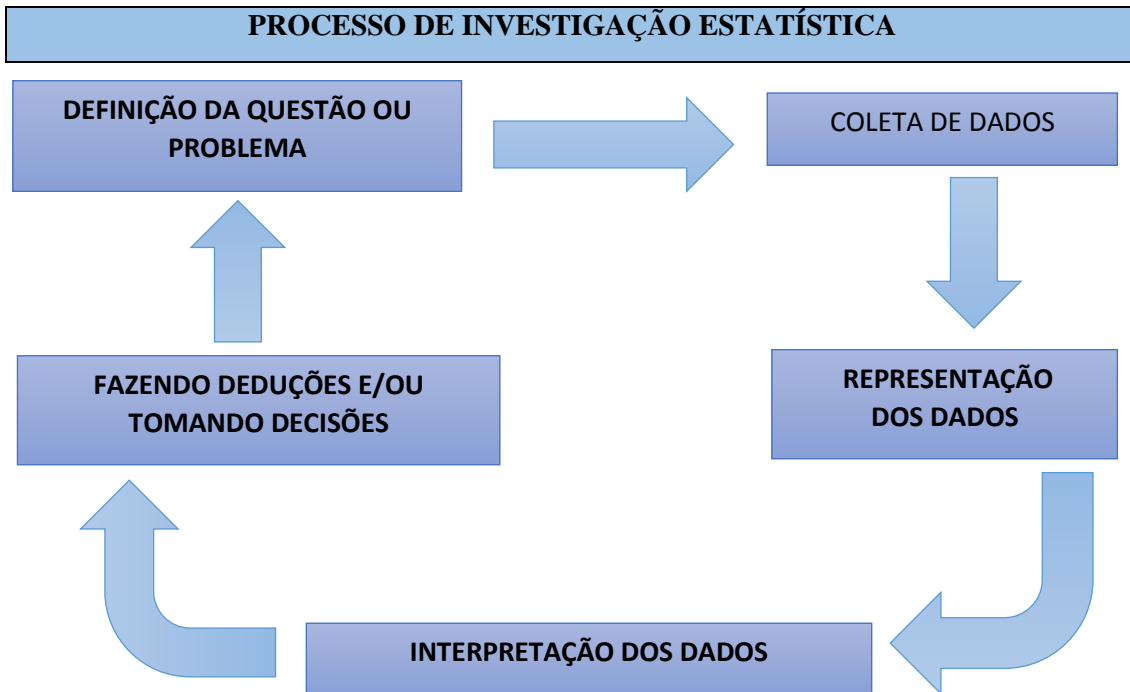 PROCESSO DE INVESTIGAÇÃO ESTATÍSTICA
DEFINIÇÃO DA QUESTÃO OU
PROBLEMA
COLETA DE DADOS
REPRESENTAÇÃO
DOS DADOS
INTERPRETAÇÃO DOS DADOS
FAZENDO DEDUÇÕES E/OU
TOMANDO DECISÕES